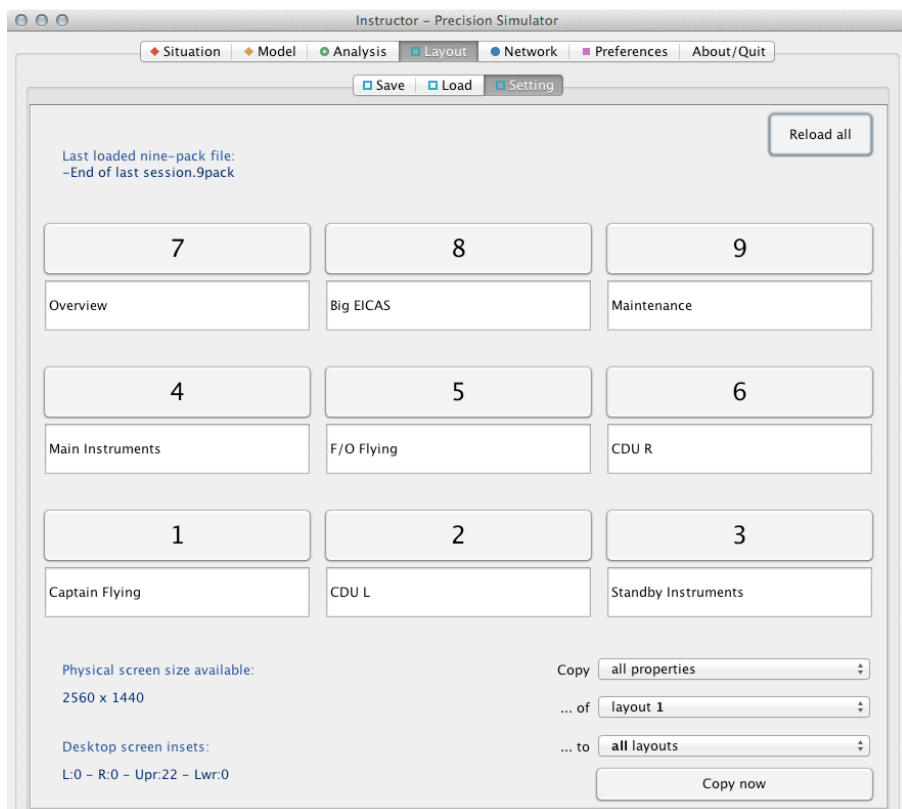 Instructor – Precision Simulator
Situation Model Analysis Layout Network Preferences About/Quit
Save Load Setting
Reload all
Last loaded nine-pack file:
-End of last session.9pack
7 8 9
Overview Big EICAS Maintenance
4 5 6
Main Instruments F/O Flying CDU R
1 2 3
Captain Flying CDU L Standby Instruments
Physical screen size available:
2560 x 1440
Desktop screen insets:
L:0 – R:0 – Upr:22 – Lwr:0
Copy all properties
... of layout 1
... to all layouts
Copy now